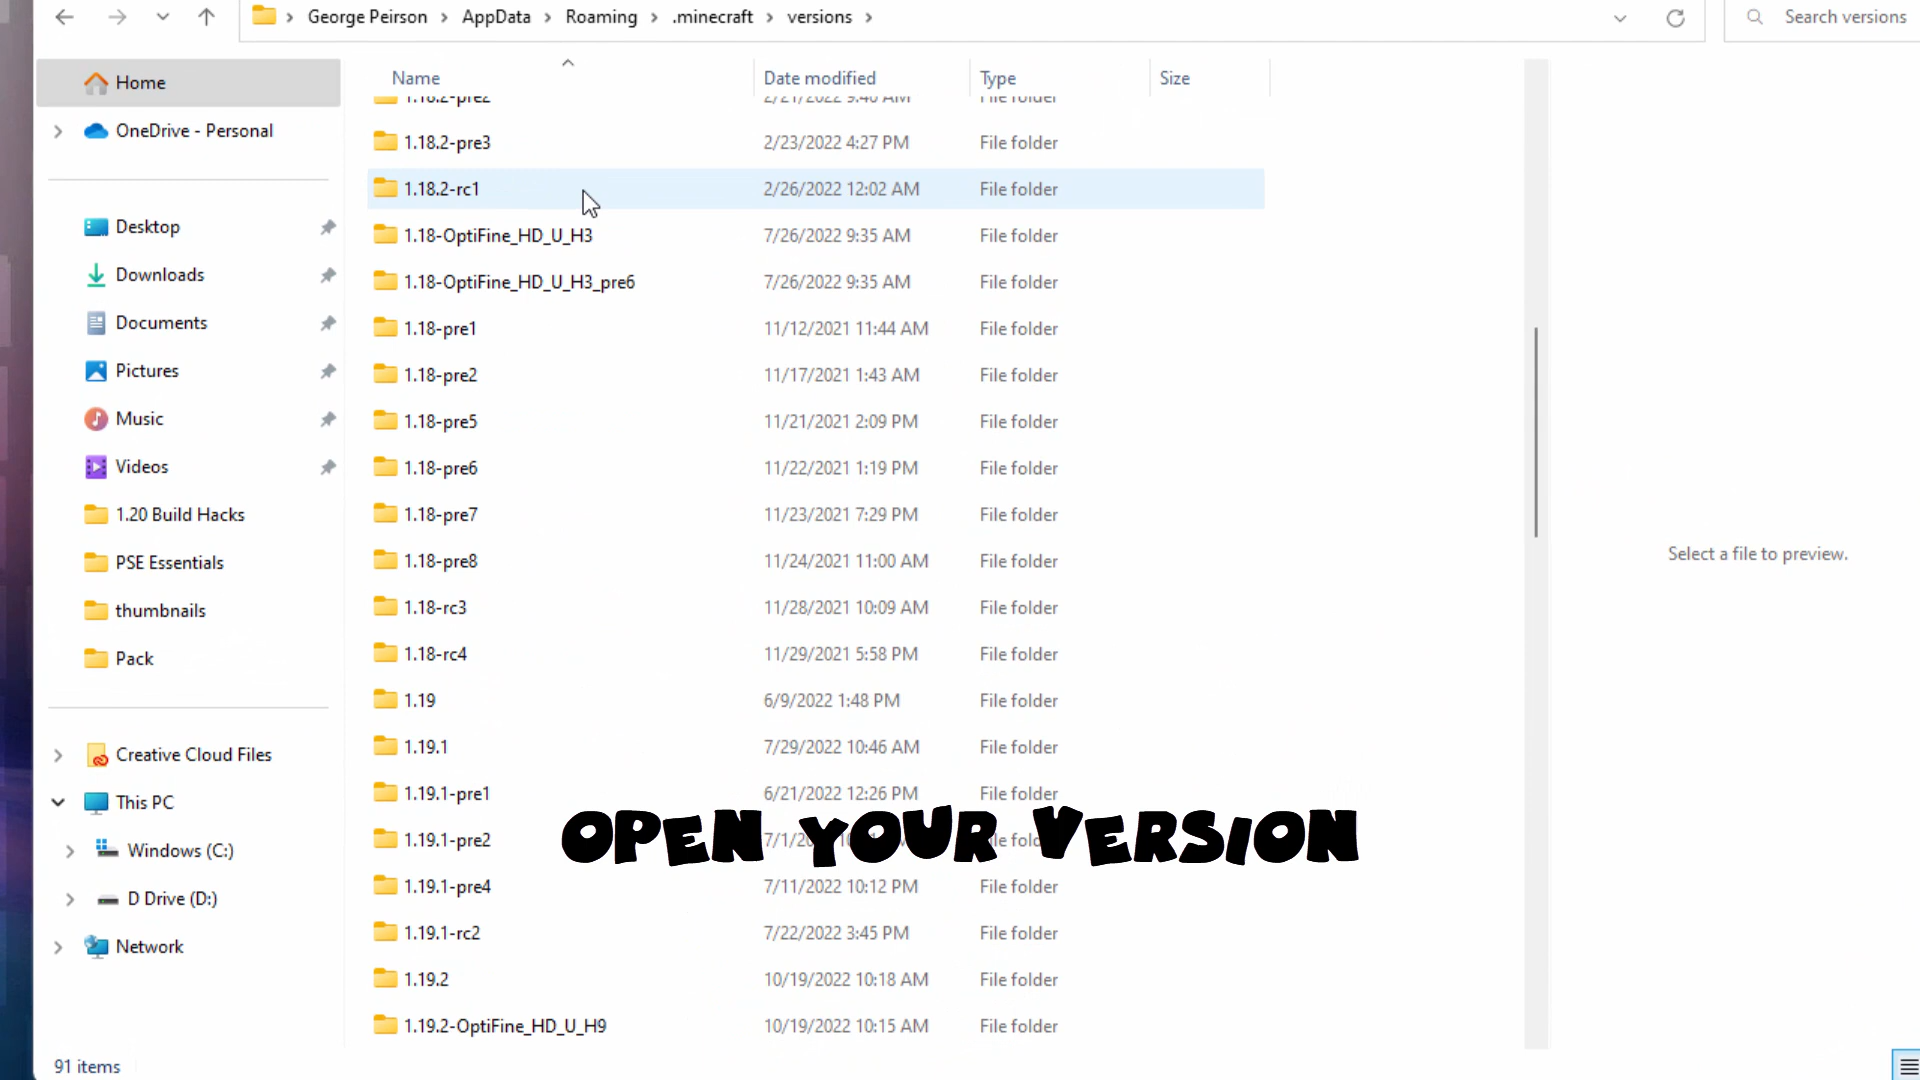 George Peirson > AppData > Roaming > .minecraft > versions >
Search versions
Name Date modified Type Size
Home
OneDrive - Personal
Desktop
Downloads
Documents
Pictures
Music
Videos
1.20 Build Hacks
PSE Essentials
thumbnails
Pack
Creative Cloud Files
This PC
Windows (C:)
D Drive (D:)
Network
1.18.2-pre2 2/21/2022 9:40 AM File folder
1.18.2-pre3 2/23/2022 4:27 PM File folder
1.18.2-rc1 2/26/2022 12:02 AM File folder
1.18-OptiFine_HD_U_H3 7/26/2022 9:35 AM File folder
1.18-OptiFine_HD_U_H3_pre6 7/26/2022 9:35 AM File folder
1.18-pre1 11/12/2021 11:44 AM File folder
1.18-pre2 11/17/2021 1:43 AM File folder
1.18-pre5 11/21/2021 2:09 PM File folder
1.18-pre6 11/22/2021 1:19 PM File folder
1.18-pre7 11/23/2021 7:29 PM File folder
1.18-pre8 11/24/2021 11:00 AM File folder
1.18-rc3 11/28/2021 10:09 AM File folder
1.18-rc4 11/29/2021 5:58 PM File folder
1.19 6/9/2022 1:48 PM File folder
1.19.1 7/29/2022 10:46 AM File folder
1.19.1-pre1 6/21/2022 12:26 PM File folder
1.19.1-pre2
OPEN YOUR VERSION
1.19.1-pre4 7/11/2022 10:12 PM File folder
1.19.1-rc2 7/22/2022 3:45 PM File folder
1.19.2 10/19/2022 10:18 AM File folder
1.19.2-OptiFine_HD_U_H9 10/19/2022 10:15 AM File folder
Select a file to preview.
91 items